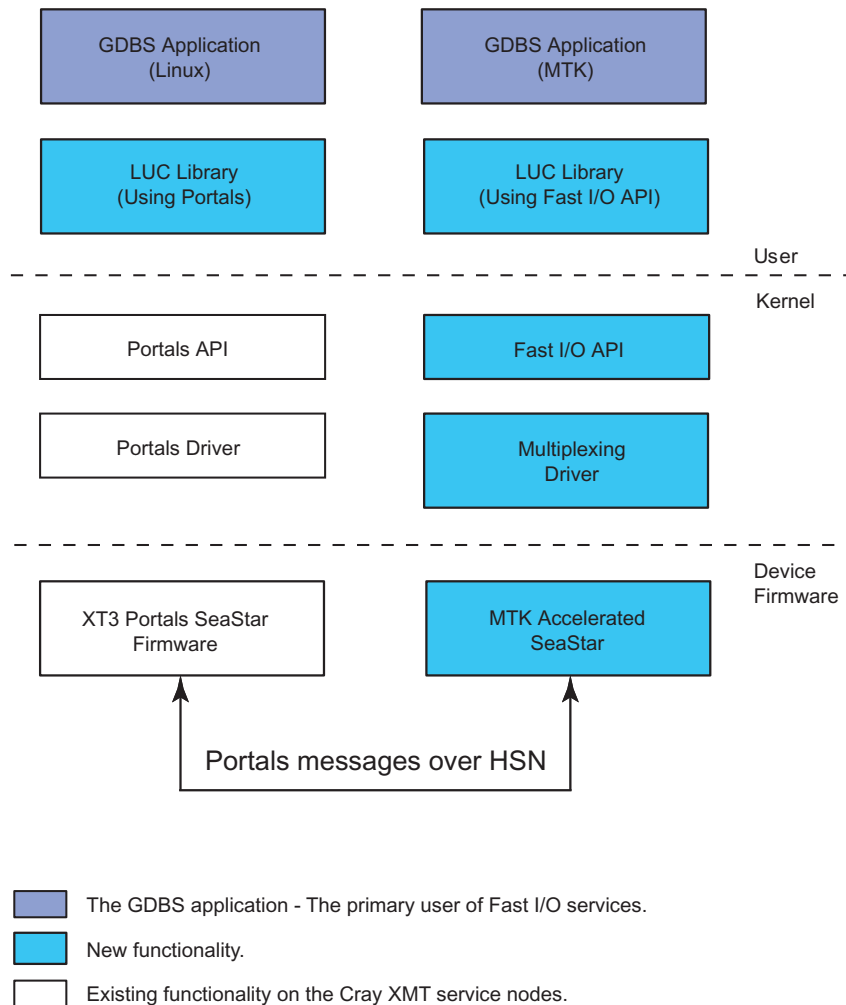 GDBS Application
(Linux)
GDBS Application
(MTK)
LUC Library
(Using Portals)
LUC Library
(Using Fast I/O API)
User
Kernel
Portals API
Fast I/O API
Portals Driver
Multiplexing
Driver
Device
Firmware
XT3 Portals SeaStar
Firmware
MTK Accelerated
SeaStar
Portals messages over HSN
The GDBS application - The primary user of Fast I/O services.
New functionality.
Existing functionality on the Cray XMT service nodes.